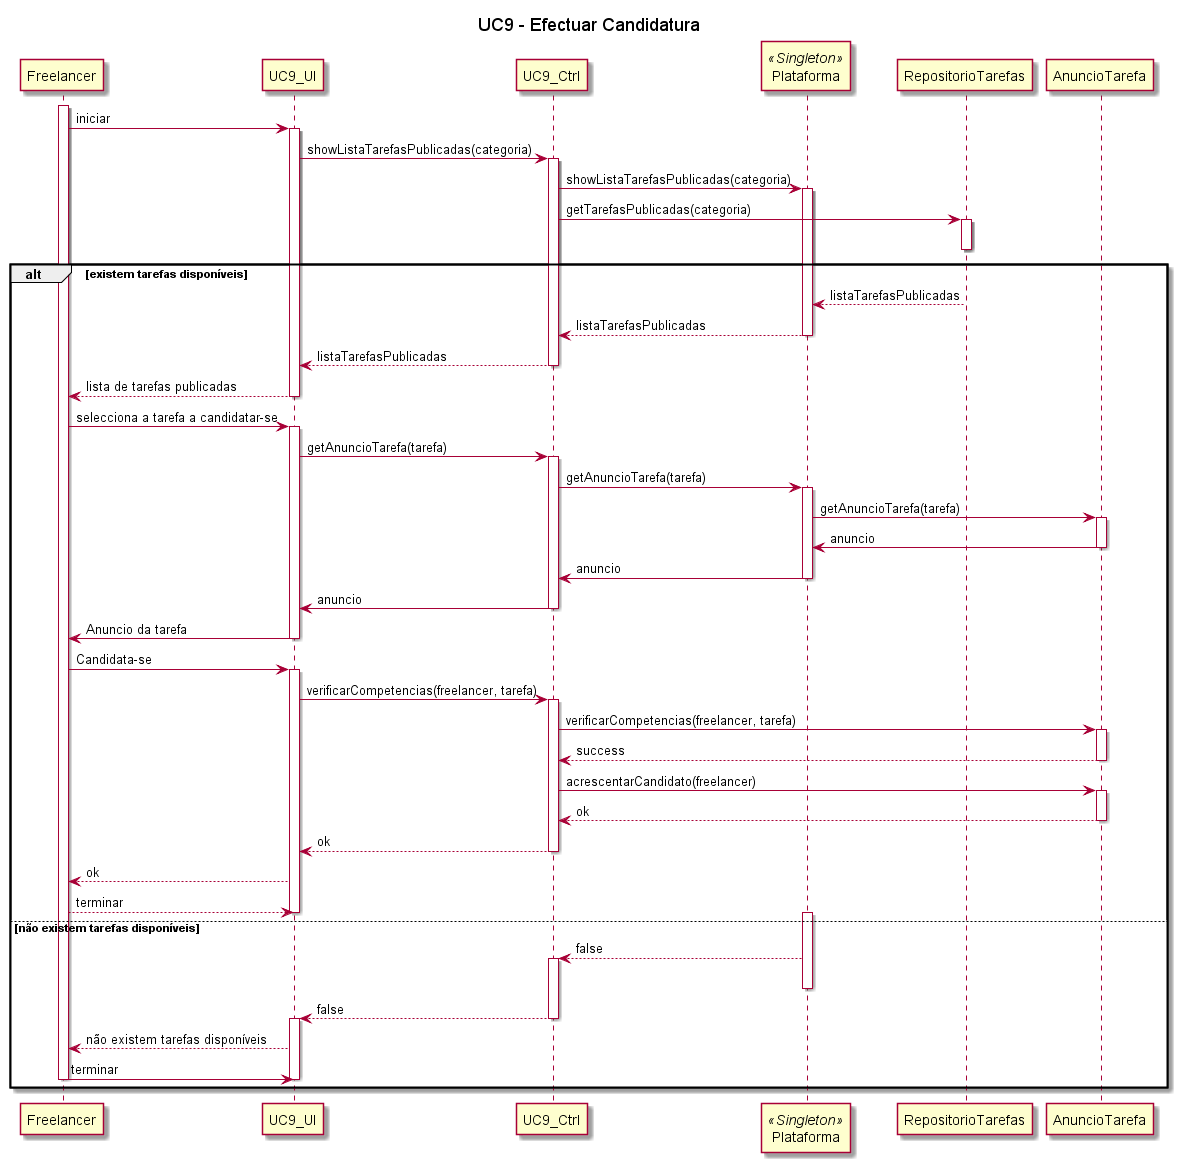 UC9 - Efectuar Candidatura
«Singleton»
Freelancer
UC9_UI
UC9_Ctrl
Plataforma
RepositorioTarefas
AnuncioTarefa
iniciar
showListaTarefasPublicadas(categoria)
showListaTarefasPublicadas(categoria)
getTarefasPublicadas(categoria)
alt
[existem tarefas disponíveis]
listaTarefasPublicadas
listaTarefasPublicadas
listaTarefasPublicadas
lista de tarefas publicadas
selecciona a tarefa a candidatar-se
getAnuncioTarefa(tarefa)
getAnuncioTarefa(tarefa)
getAnuncioTarefa(tarefa)
anuncio
anuncio
anuncio
Anuncio da tarefa
Candidata-se
verificarCompetencias(freelancer, tarefa)
verificarCompetencias(freelancer, tarefa)
success
acrescentarCandidato(freelancer)
ok
ok
ok
terminar
[não existem tarefas disponíveis]
false
false
não existem tarefas disponíveis
terminar
Freelancer
UC9_UI
UC9_Ctrl
«Singleton»
Plataforma
RepositorioTarefas
AnuncioTarefa